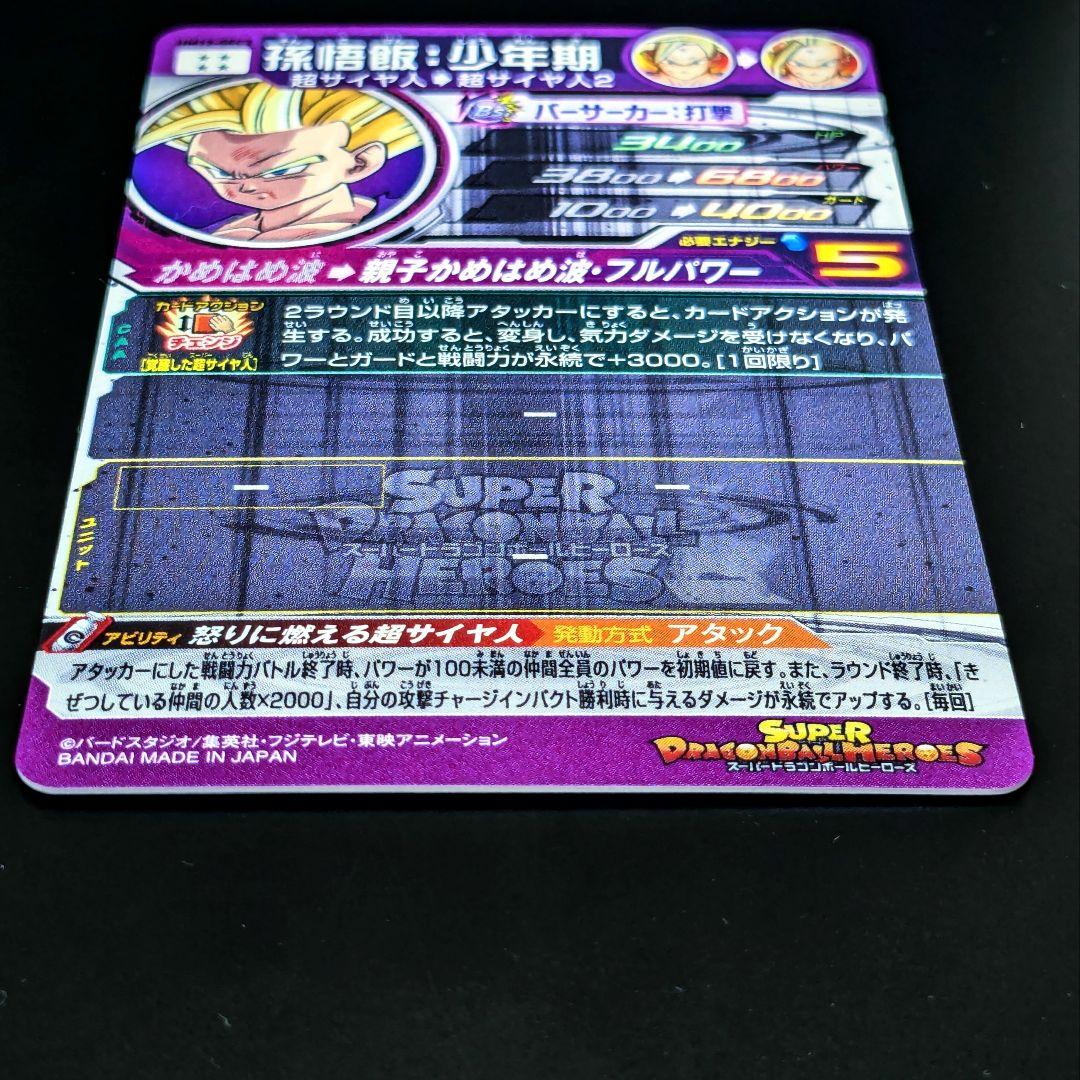 孫悟飯:少年期
超サイヤ人➡超サイヤ人2
Bs バーサーカー:打撃
HP 3400
パワー 3800➡6800
ガード 1000➡4000
必要エナジー 5
かめはめ波➡親子かめはめ波・フルパワー
CAA
カードアクション
チェンジ
[覚醒した超サイヤ人]
2ラウンド目以降アタッカーにすると、カードアクションが発
生する。成功すると、変身し、気力ダメージを受けなくなり、パ
ワーとガードと戦闘力が永続で+3000。[1回限り]
ー
ユニット
ー ー
ー
SUPER
DRAGONBALL
スーパードラゴンボールヒーローズ
HEROES
アビリティ 怒りに燃える超サイヤ人 発動方式 アタック
アタッカーにした戦闘力バトル終了時、パワーが100未満の仲間全員のパワーを初期値に戻す。また、ラウンド終了時、「き
ぜつしている仲間の人数×2000」、自分の攻撃チャージインパクト勝利時に与えるダメージが永続でアップする。[毎回]
©バードスタジオ/集英社・フジテレビ・東映アニメーション
BANDAI MADE IN JAPAN
SUPER
DRAGONBALL HEROES
スーパードラゴンボールヒーローズ